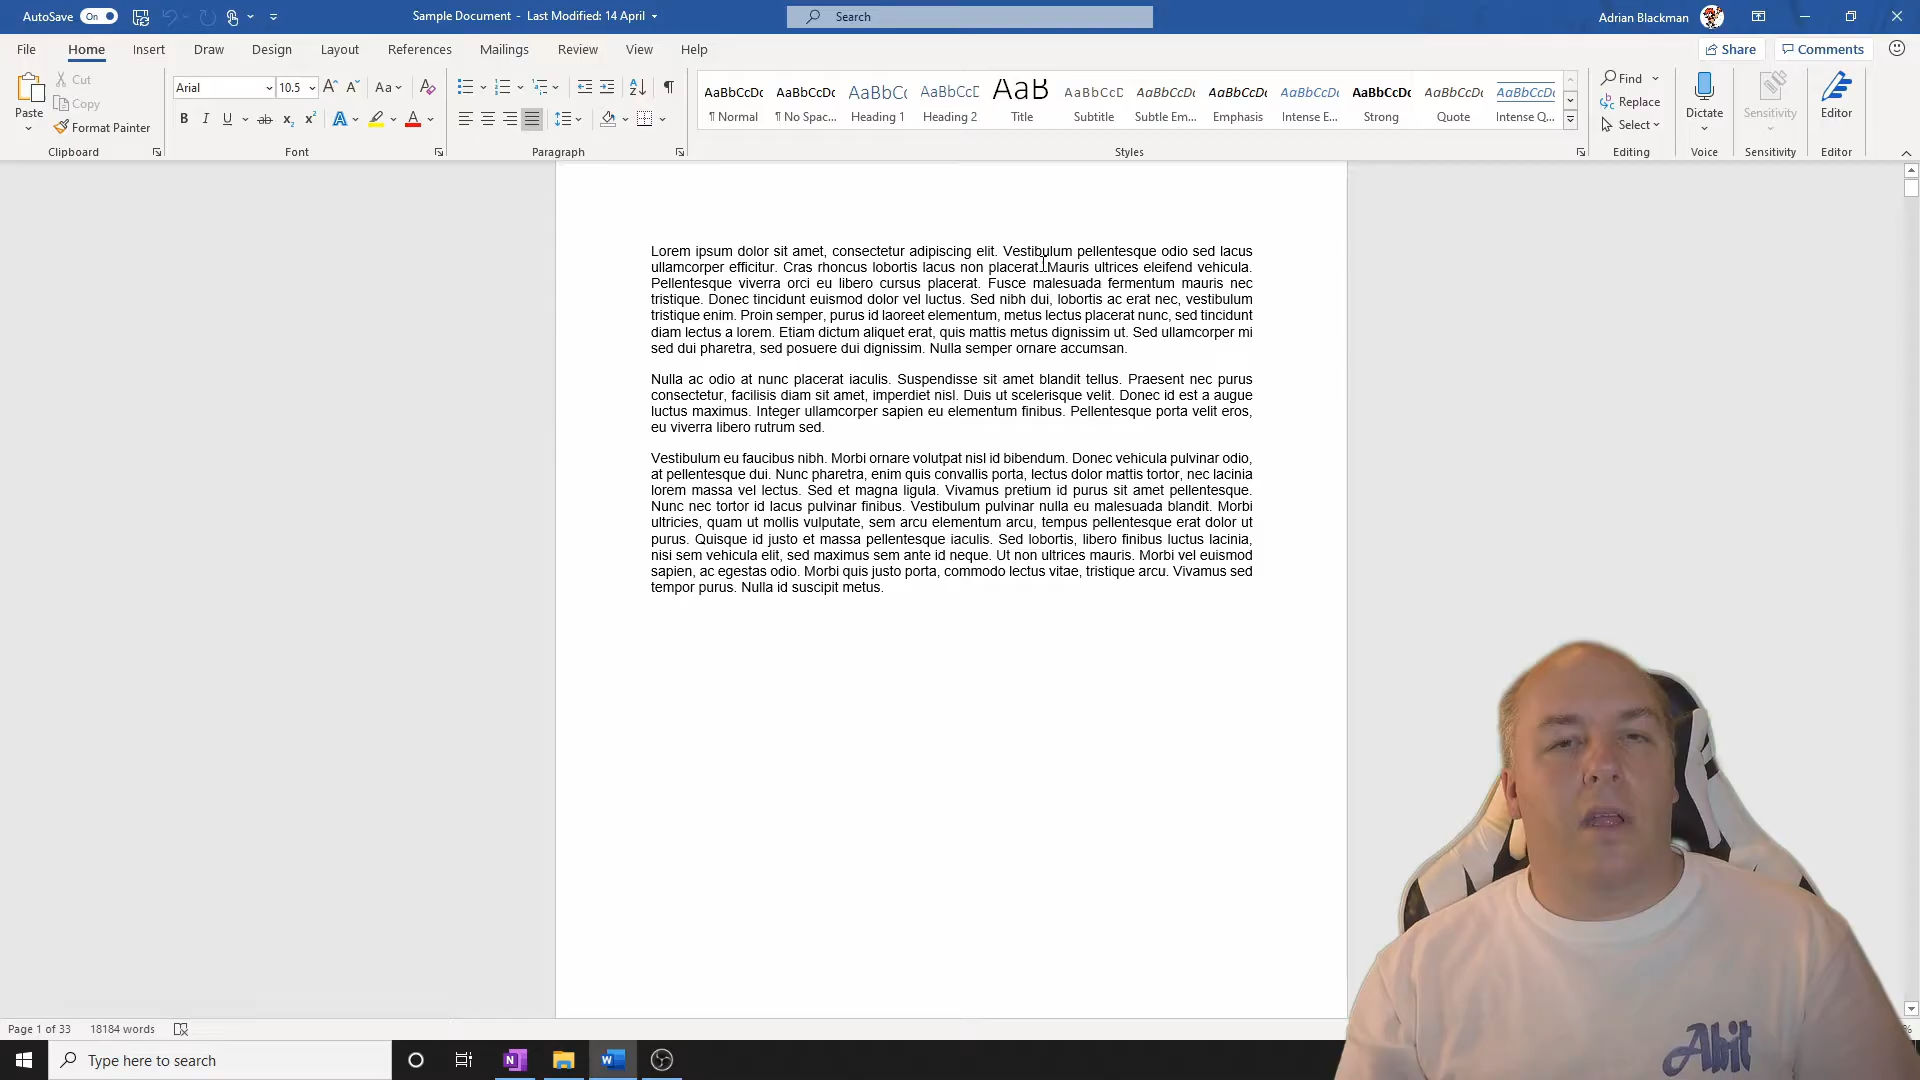 AutoSave On Sample Document - Last Modified: 14 April Search Adrian Blackman
File Home Insert Draw Design Layout References Mailings Review View Help Share Comments
Paste Cut Copy Format Painter
Arial 10.5 Aa
B I U ab x₂ x² A A
AaBbCcDc AaBbCcDc AaBbCc AaBbCcD AaB AaBbCcD AaBbCcDc AaBbCcDc AaBbCcDc AaBbCcDc AaBbCcDc AaBbCcDc
¶ Normal ¶ No Spac... Heading 1 Heading 2 Title Subtitle Subtle Em... Emphasis Intense E... Strong Quote Intense Q...
Find Replace Select
Dictate Sensitivity Editor
Clipboard Font Paragraph Styles Editing Voice Sensitivity Editor
Lorem ipsum dolor sit amet, consectetur adipiscing elit. Vestibulum pellentesque odio sed lacus
ullamcorper efficitur. Cras rhoncus lobortis lacus non placerat. Mauris ultrices eleifend vehicula.
Pellentesque viverra orci eu libero cursus placerat. Fusce malesuada fermentum mauris nec
tristique. Donec tincidunt euismod dolor vel luctus. Sed nibh dui, lobortis ac erat nec, vestibulum
tristique enim. Proin semper, purus id laoreet elementum, metus lectus placerat nunc, sed tincidunt
diam lectus a lorem. Etiam dictum aliquet erat, quis mattis metus dignissim ut. Sed ullamcorper mi
sed dui pharetra, sed posuere dui dignissim. Nulla semper ornare accumsan.
Nulla ac odio at nunc placerat iaculis. Suspendisse sit amet blandit tellus. Praesent nec purus
consectetur, facilisis diam sit amet, imperdiet nisl. Duis ut scelerisque velit. Donec id est a augue
luctus maximus. Integer ullamcorper sapien eu elementum finibus. Pellentesque porta velit eros,
eu viverra libero rutrum sed.
Vestibulum eu faucibus nibh. Morbi ornare volutpat nisl id bibendum. Donec vehicula pulvinar odio,
at pellentesque dui. Nunc pharetra, enim quis convallis porta, lectus dolor mattis tortor, nec lacinia
lorem massa vel lectus. Sed et magna ligula. Vivamus pretium id purus sit amet pellentesque.
Nunc nec tortor id lacus pulvinar finibus. Vestibulum pulvinar nulla eu malesuada blandit. Morbi
ultricies, quam ut mollis vulputate, sem arcu elementum arcu, tempus pellentesque erat dolor ut
purus. Quisque id justo et massa pellentesque iaculis. Sed lobortis, libero finibus luctus lacinia,
nisi sem vehicula elit, sed maximus sem ante id neque. Ut non ultrices mauris. Morbi vel euismod
sapien, ac egestas odio. Morbi quis justo porta, commodo lectus vitae, tristique arcu. Vivamus sed
tempor purus. Nulla id suscipit metus.
Abit
Page 1 of 33 18184 words
Type here to search